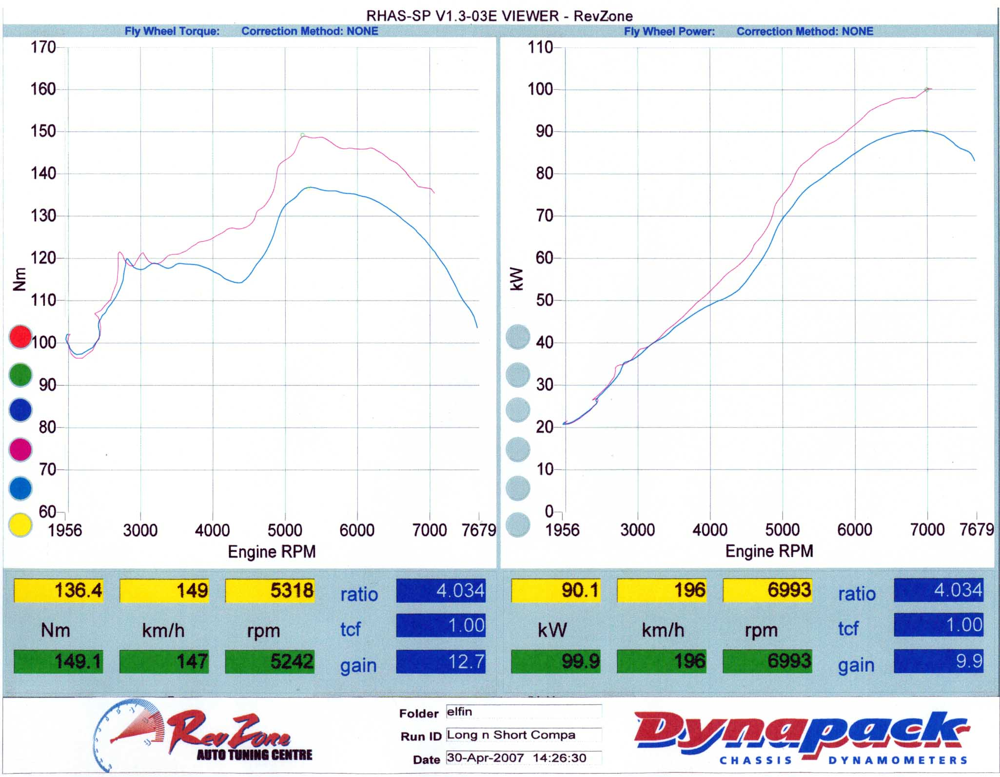 RHAS-SP V1.3-03E VIEWER - RevZone
Fly Wheel Torque: Correction Method: NONE
170
160
150
140
130
120
110
100
90
80
70
60
Nm
1956 3000 4000 5000 6000 7000 7679
Engine RPM
Fly Wheel Power: Correction Method: NONE
110
100
90
80
70
60
50
40
30
20
10
0
kW
1956 3000 4000 5000 6000 7000 7679
Engine RPM
136.4 149 5318 ratio 4.034
Nm km/h rpm tcf 1.00
149.1 147 5242 gain 12.7
90.1 196 6993 ratio 4.034
kW km/h rpm tcf 1.00
99.9 196 6993 gain 9.9
RevZone
AUTO TUNING CENTRE
Folder elfin
Run ID Long n Short Compa
Date 30-Apr-2007 14:26:30
Dynapack
CHASSIS DYNAMOMETERS